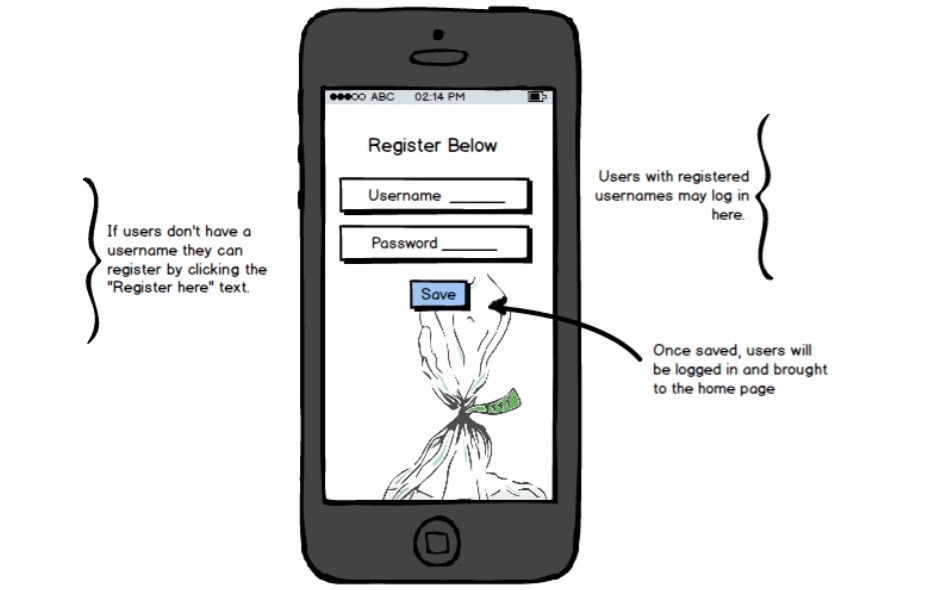 ABC 02:14 PM
Register Below
Username ______
Password ______
Save
If users don't have a
username they can
register by clicking the
"Register here" text.
Users with registered
usernames may log in
here.
Once saved, users will
be logged in and brought
to the home page